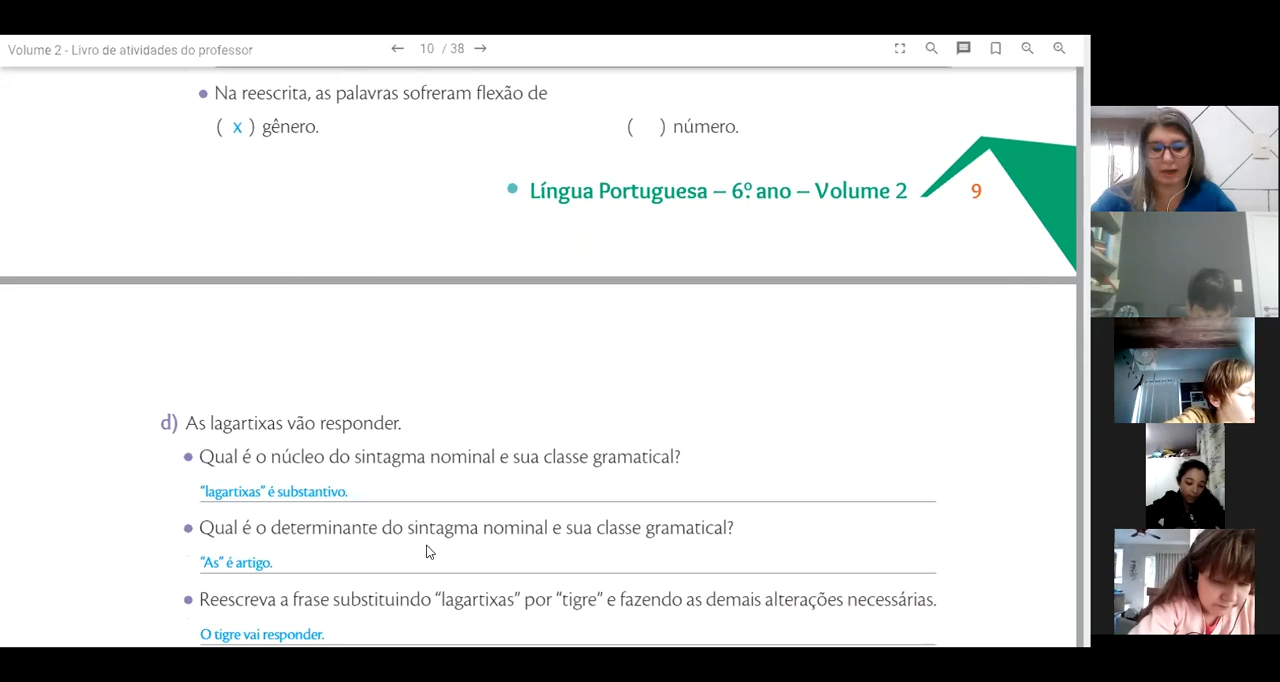 Volume 2 - Livro de atividades do professor
10 / 38
Na reescrita, as palavras sofreram flexão de
( x ) gênero. ( ) número.
Língua Portuguesa – 6º. ano – Volume 2 9
d) As lagartixas vão responder.
Qual é o núcleo do sintagma nominal e sua classe gramatical?
“lagartixas” é substantivo.
Qual é o determinante do sintagma nominal e sua classe gramatical?
“As” é artigo.
Reescreva a frase substituindo “lagartixas” por “tigre” e fazendo as demais alterações necessárias.
O tigre vai responder.